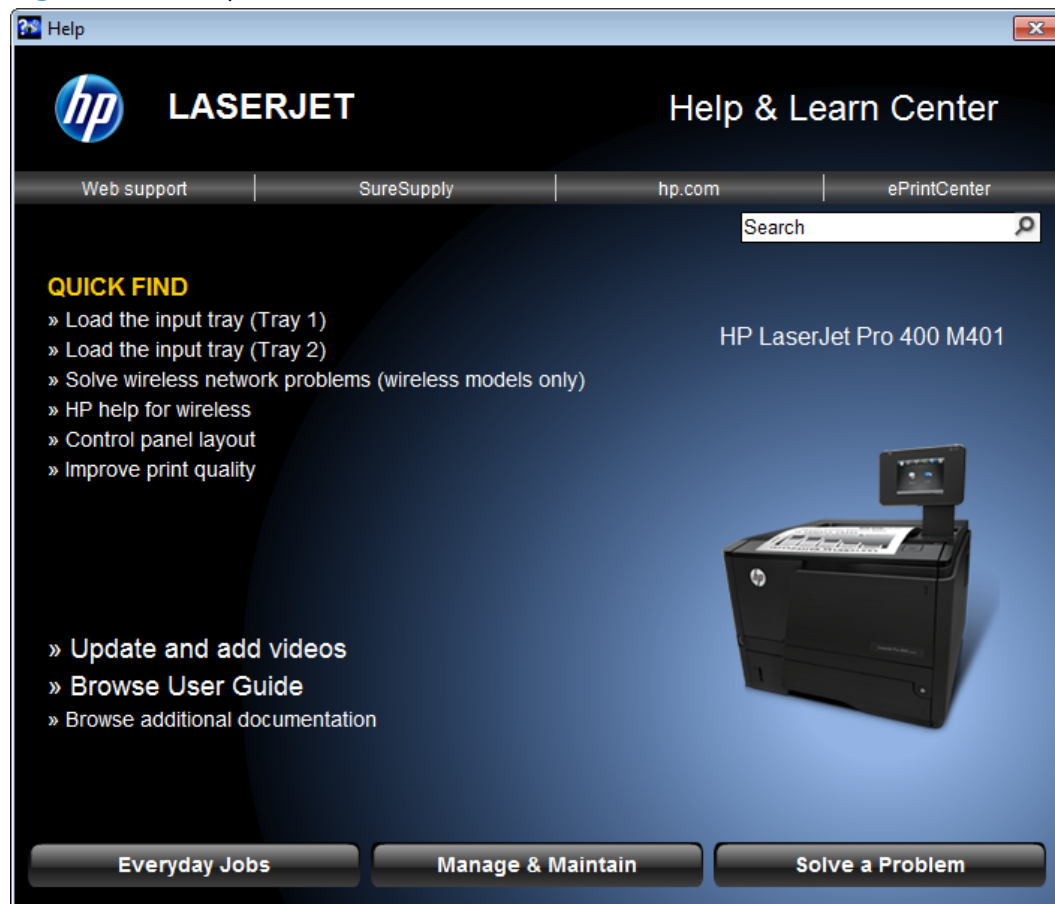 Help
hp LASERJET Help & Learn Center
Web support SureSupply hp.com ePrintCenter
Search
QUICK FIND
» Load the input tray (Tray 1)
» Load the input tray (Tray 2)
» Solve wireless network problems (wireless models only)
» HP help for wireless
» Control panel layout
» Improve print quality
HP LaserJet Pro 400 M401
» Update and add videos
» Browse User Guide
» Browse additional documentation
Everyday Jobs Manage & Maintain Solve a Problem